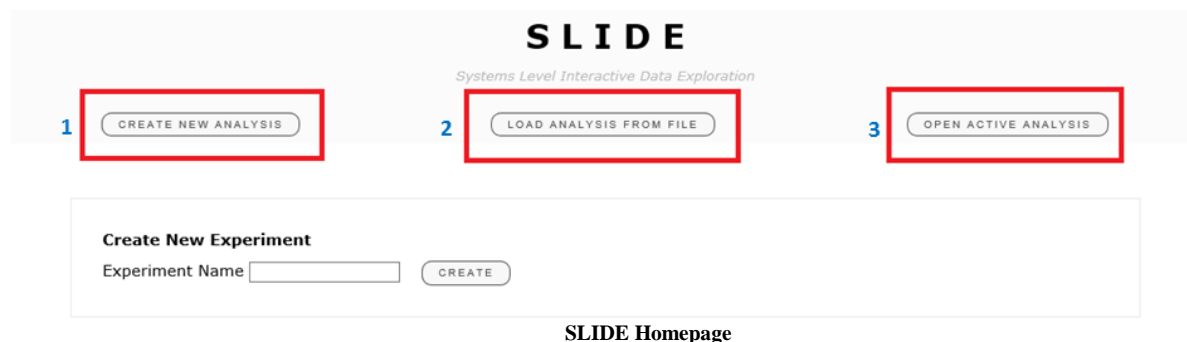 S L I D E
Systems Level Interactive Data Exploration
1 CREATE NEW ANALYSIS 2 LOAD ANALYSIS FROM FILE 3 OPEN ACTIVE ANALYSIS
Create New Experiment
Experiment Name CREATE
SLIDE Homepage